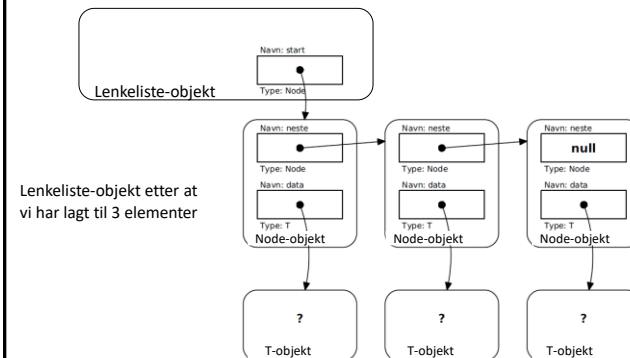 Navn: start
Type: Node
Lenkeliste-objekt
Navn: neste
Navn: neste
Navn: neste
null
Type: Node
Type: Node
Type: Node
Lenkeliste-objekt etter at
vi har lagt til 3 elementer
Navn: data
Navn: data
Navn: data
Type: T
Type: T
Type: T
Node-objekt
Node-objekt
Node-objekt
?
?
?
T-objekt
T-objekt
T-objekt